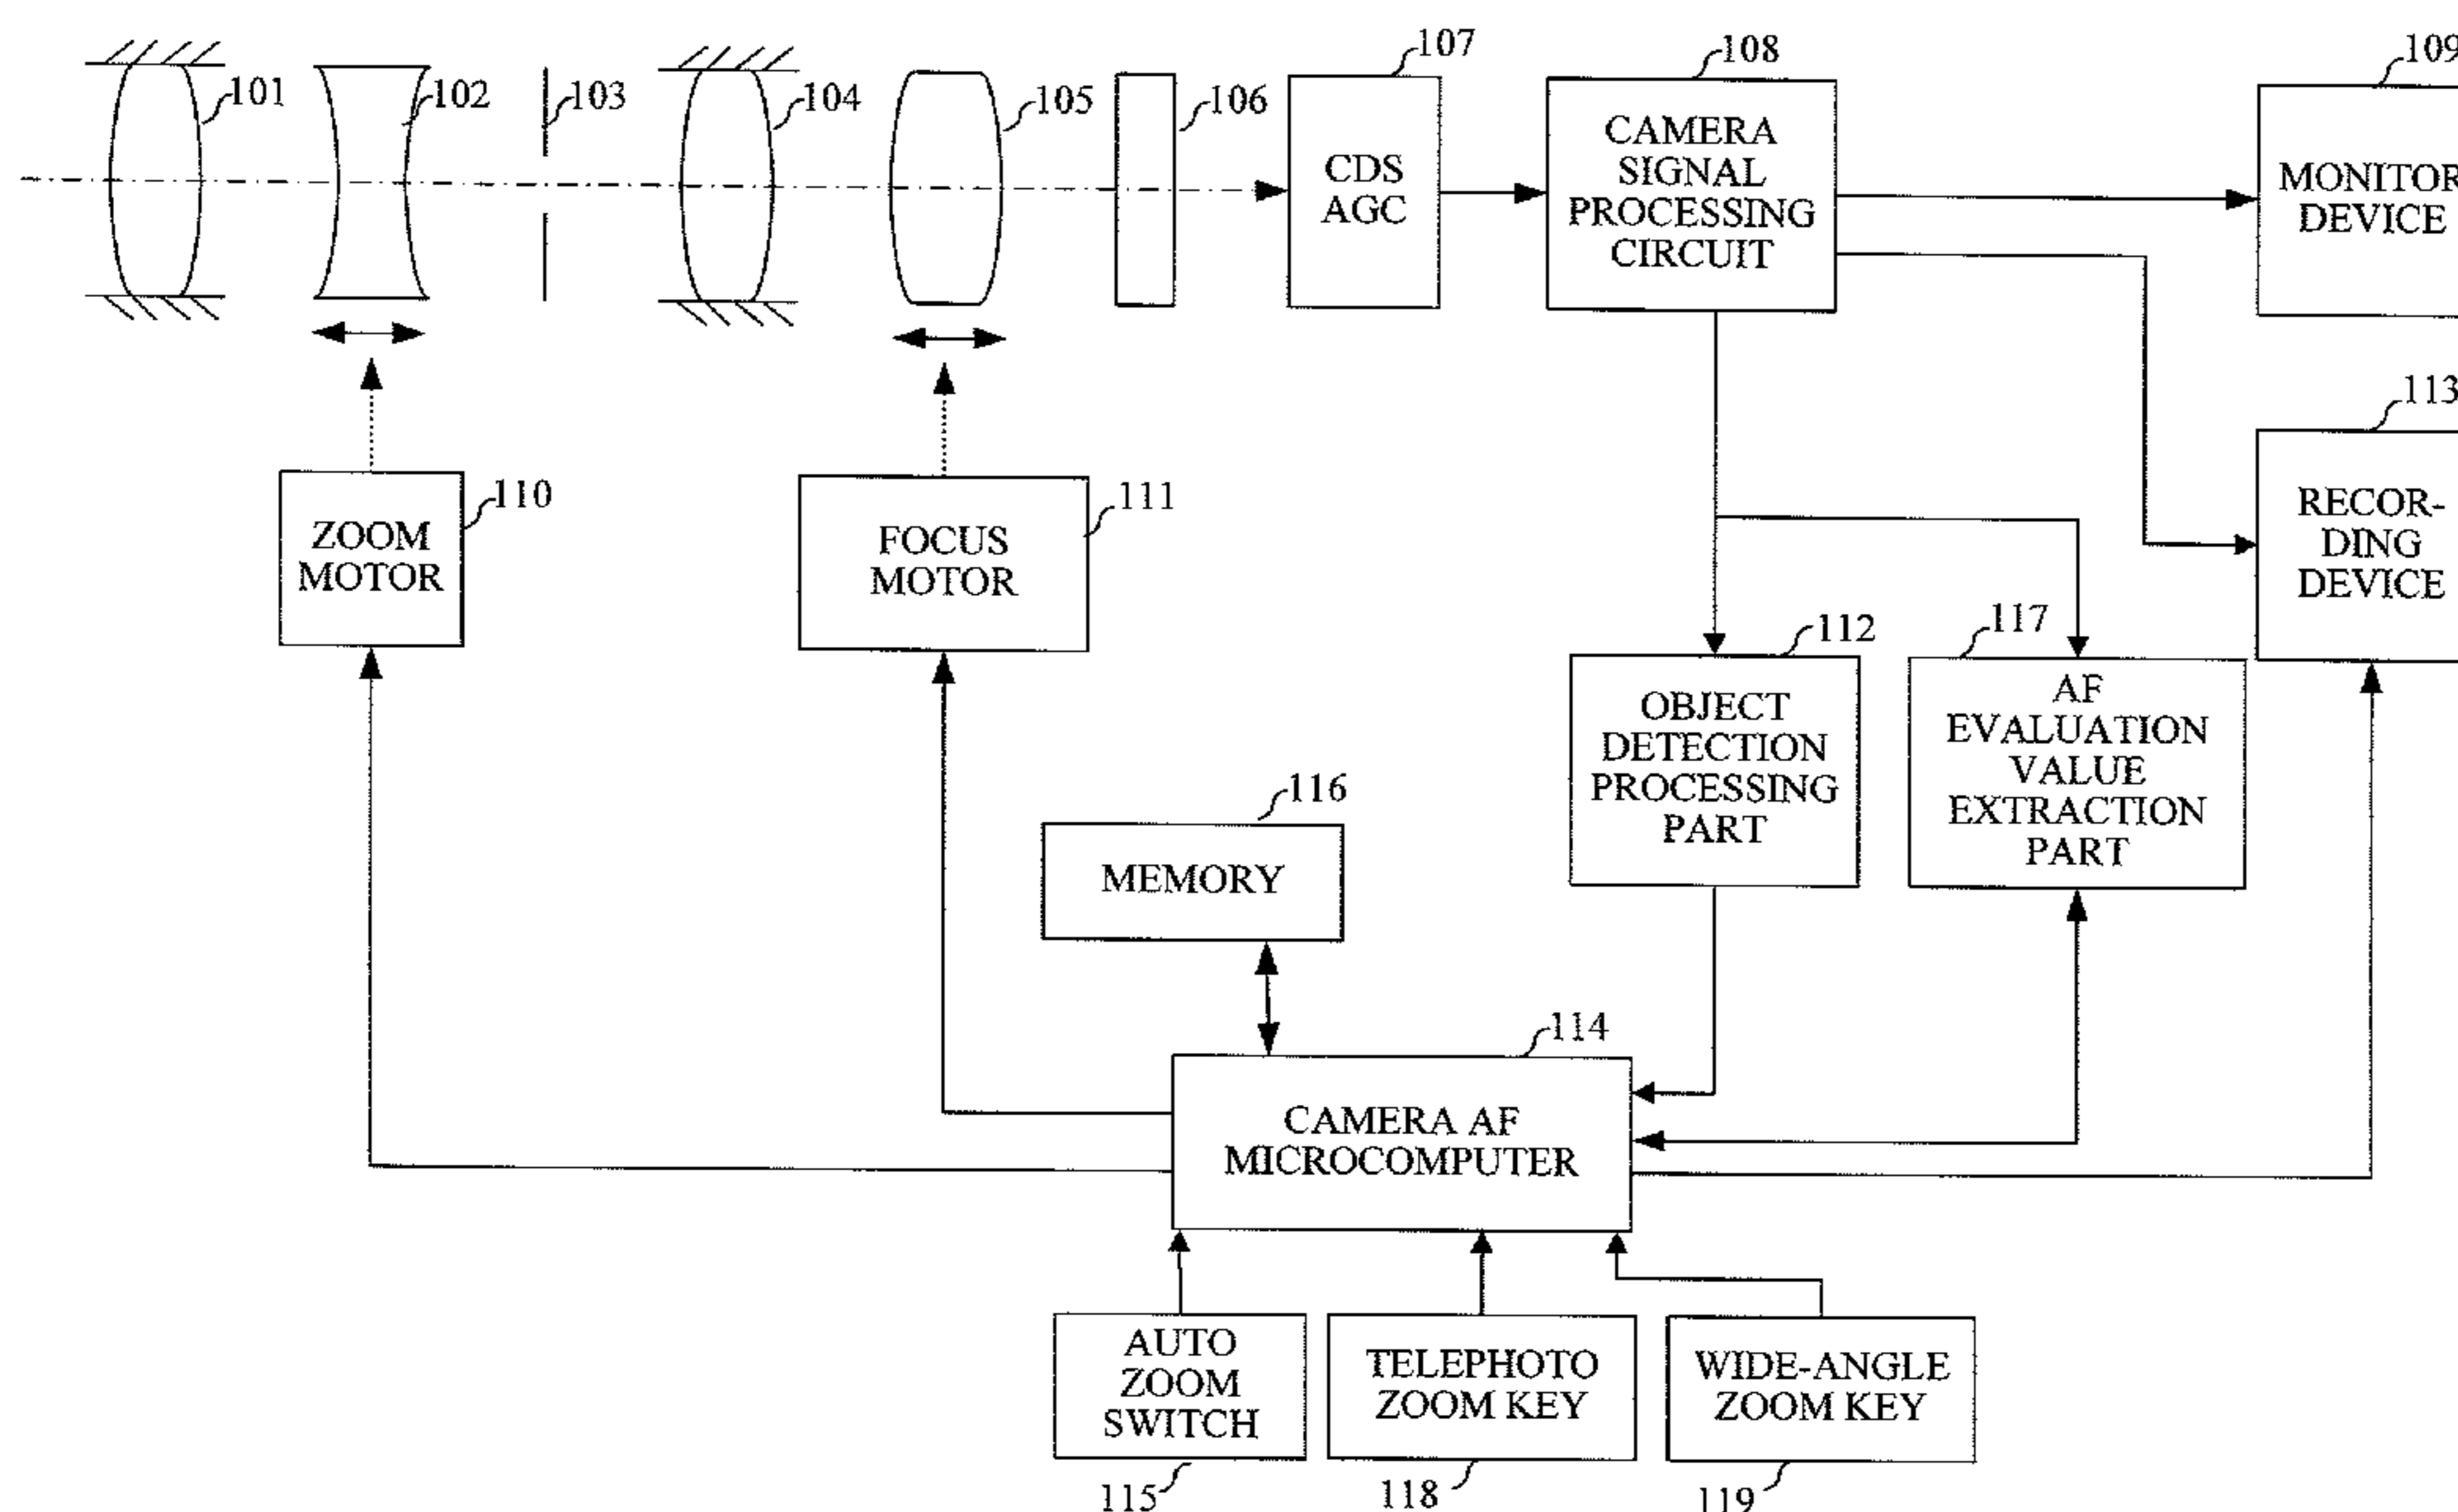 107
108
109
101
102
103
104
105
106
CDS
AGC
CAMERA
SIGNAL
PROCESSING
CIRCUIT
MONITOR
DEVICE
113
110
111
ZOOM
MOTOR
FOCUS
MOTOR
RECOR-
DING
DEVICE
112
117
OBJECT
DETECTION
PROCESSING
PART
AF
EVALUATION
VALUE
EXTRACTION
PART
116
MEMORY
114
CAMERA AF
MICROCOMPUTER
AUTO
ZOOM
SWITCH
TELEPHOTO
ZOOM KEY
WIDE-ANGLE
ZOOM KEY
115
118
119